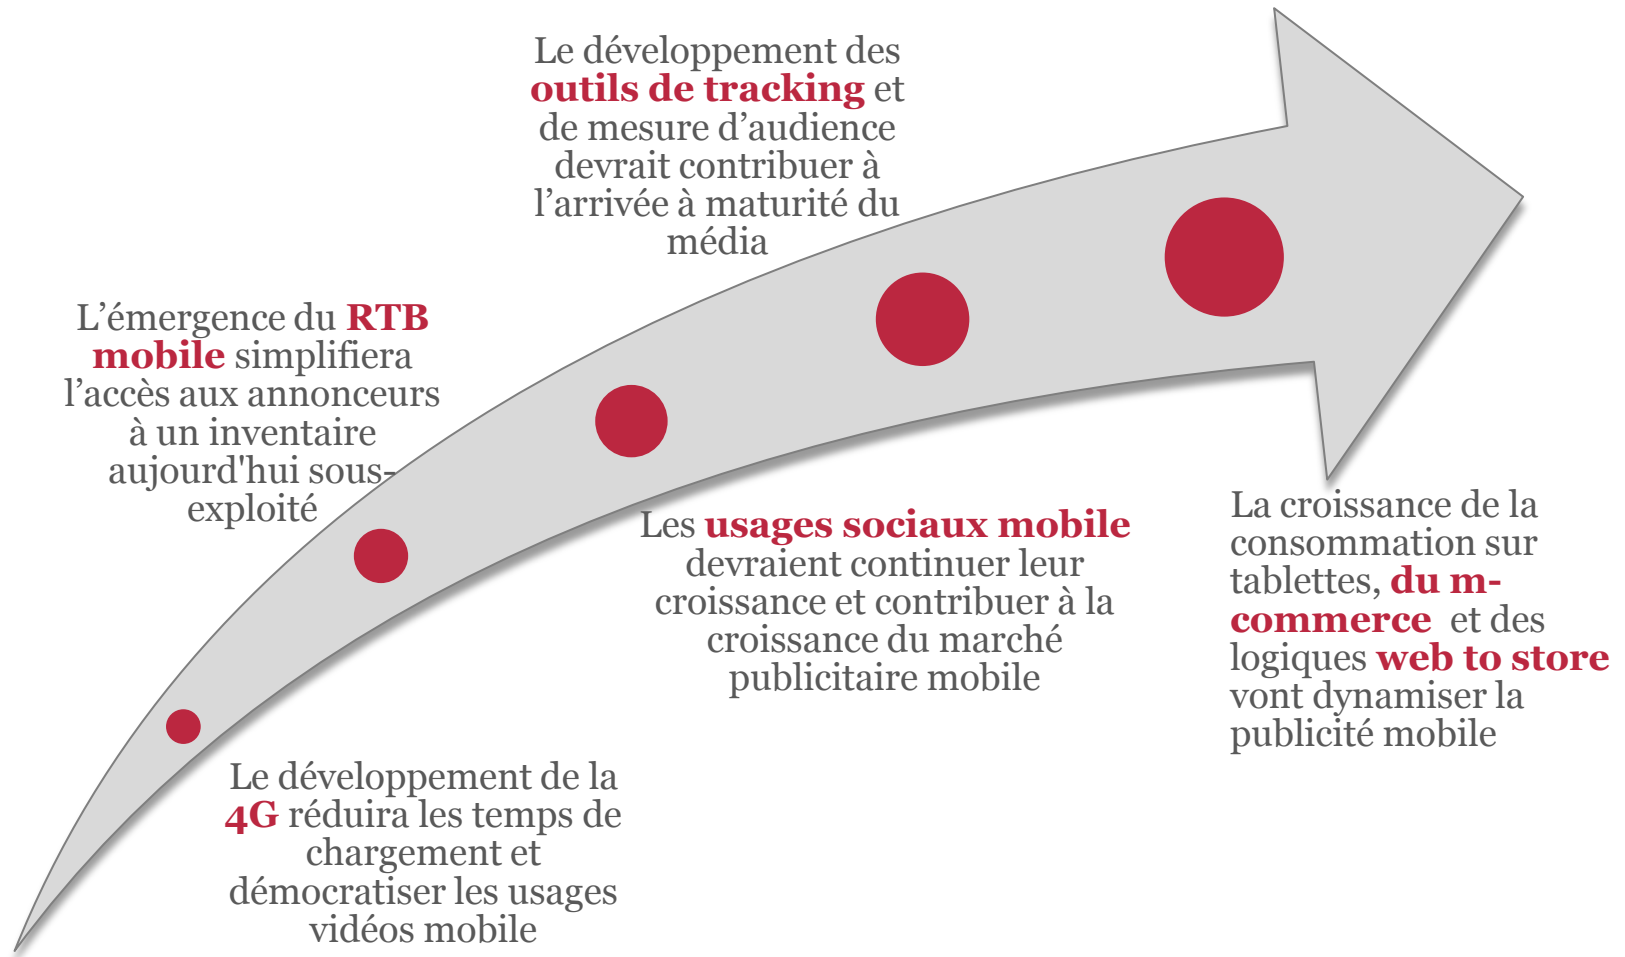 Le développement des
outils de tracking et
de mesure d’audience
devrait contribuer à
l’arrivée à maturité du
média
L’émergence du RTB
mobile simplifiera
l’accès aux annonceurs
à un inventaire
aujourd'hui sous-
exploité
Les usages sociaux mobile
devraient continuer leur
croissance et contribuer à la
croissance du marché
publicitaire mobile
La croissance de la
consommation sur
tablettes, du m-
commerce et des
logiques web to store
vont dynamiser la
publicité mobile
Le développement de la
4G réduira les temps de
chargement et
démocratiser les usages
vidéos mobile